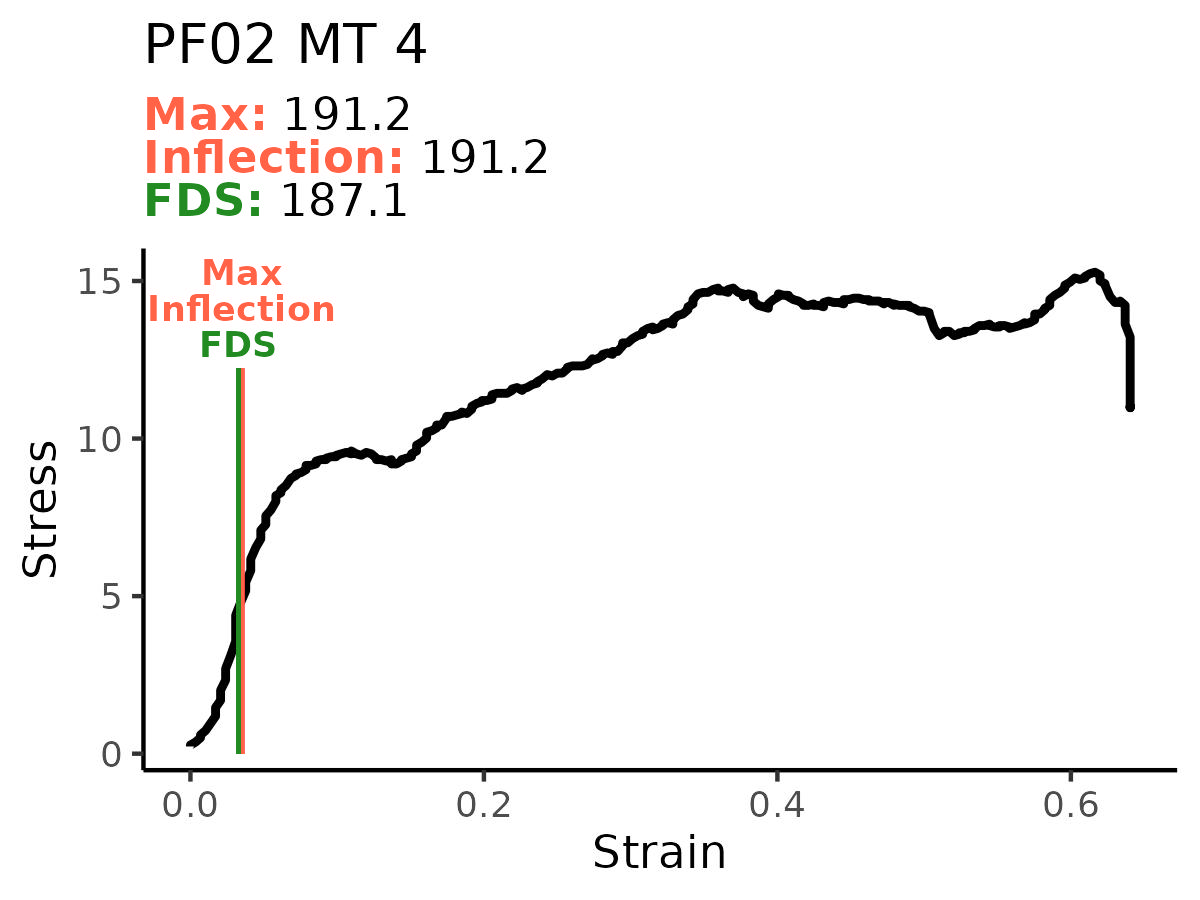 PF02 MT 4
Max: 191.2
Inflection: 191.2
FDS: 187.1
Max
Inflection
FDS
15
10
5
0
Stress
0.0 0.2 0.4 0.6
Strain